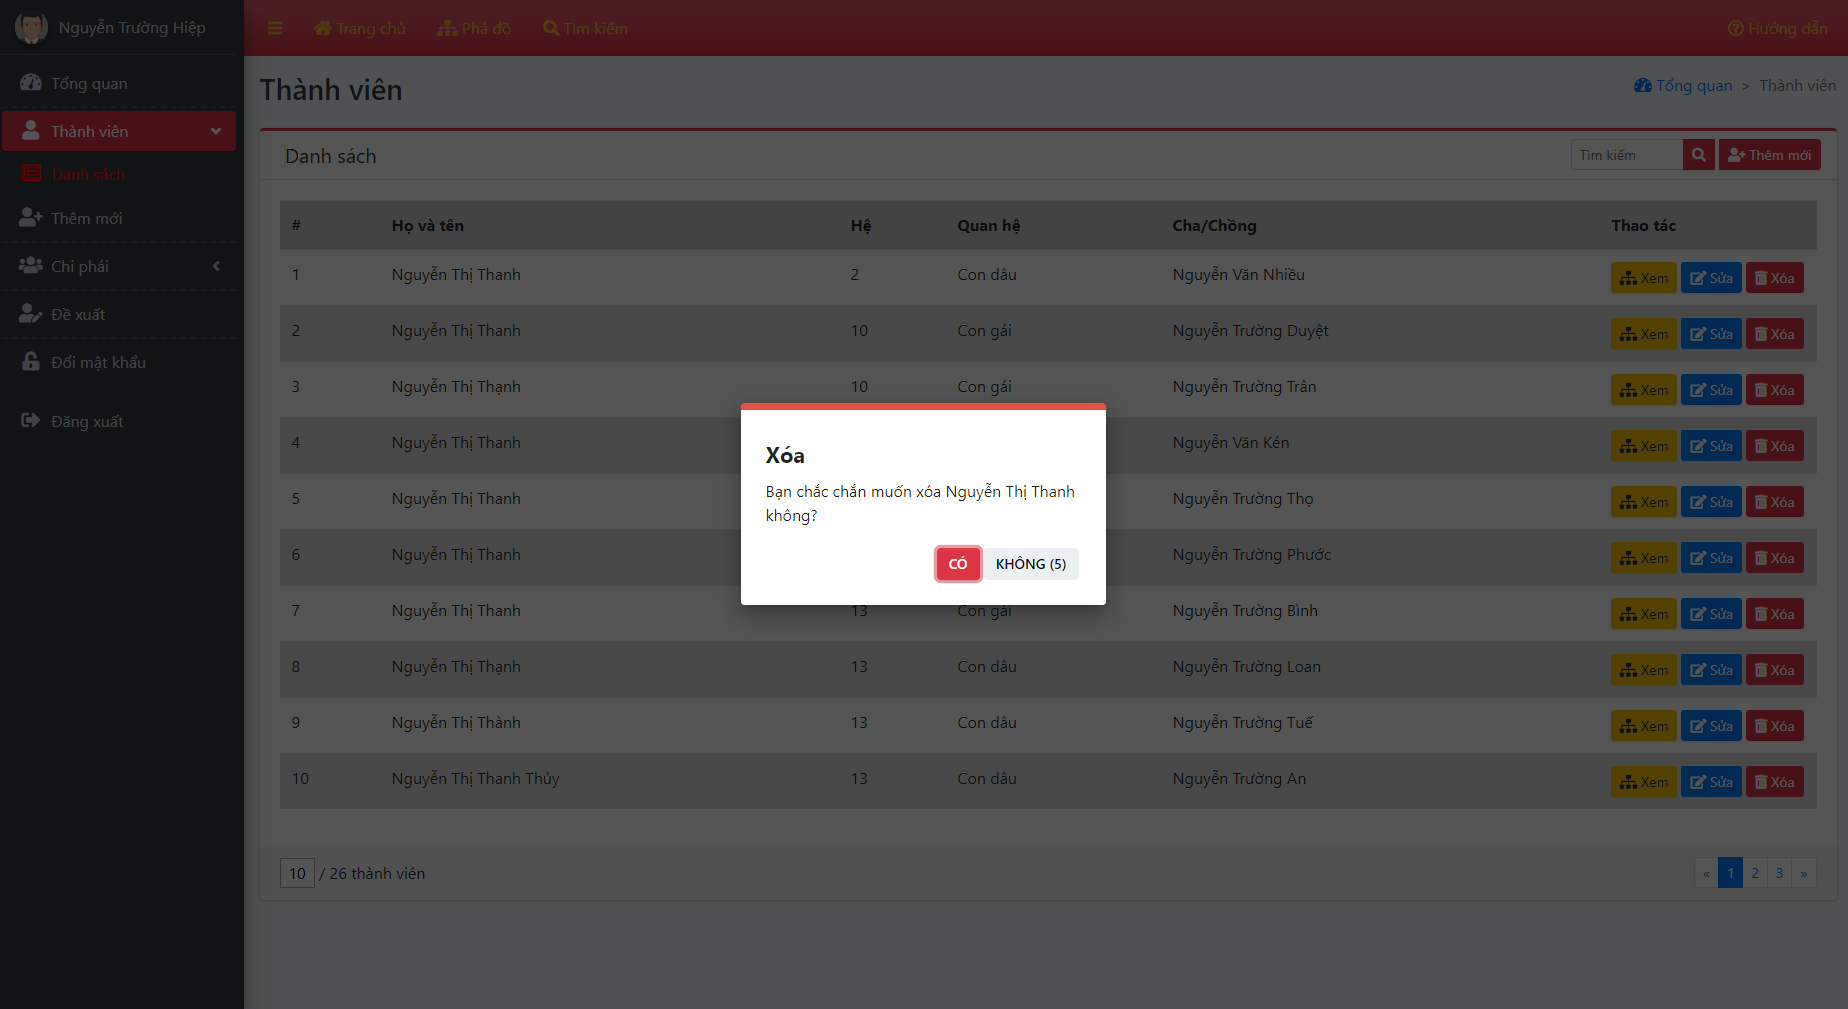 Nguyễn Trường Hiệp
Trang chủ Phả đồ Tìm kiếm Hướng dẫn
Tổng quan
Thành viên
Danh sách
Thêm mới
Chi phái
Đề xuất
Đổi mật khẩu
Đăng xuất
Thành viên
Tổng quan > Thành viên
Danh sách
Tìm kiếm Thêm mới
# Họ và tên Hệ Quan hệ Cha/Chồng Thao tác
1 Nguyễn Thị Thanh 2 Con dâu Nguyễn Văn Nhiều Xem Sửa Xóa
2 Nguyễn Thị Thanh 10 Con gái Nguyễn Trường Duyệt Xem Sửa Xóa
3 Nguyễn Thị Thạnh 10 Con gái Nguyễn Trường Trân Xem Sửa Xóa
4 Nguyễn Thị Thanh Nguyễn Văn Kén Xem Sửa Xóa
5 Nguyễn Thị Thanh Nguyễn Trường Thọ Xem Sửa Xóa
6 Nguyễn Thị Thanh Nguyễn Trường Phước Xem Sửa Xóa
7 Nguyễn Thị Thanh 13 Con gái Nguyễn Trường Bình Xem Sửa Xóa
8 Nguyễn Thị Thạnh 13 Con dâu Nguyễn Trường Loan Xem Sửa Xóa
9 Nguyễn Thị Thành 13 Con dâu Nguyễn Trường Tuế Xem Sửa Xóa
10 Nguyễn Thị Thanh Thủy 13 Con dâu Nguyễn Trường An Xem Sửa Xóa
Xóa
Bạn chắc chắn muốn xóa Nguyễn Thị Thanh
không?
CÓ KHÔNG (5)
10 / 26 thành viên
« 1 2 3 »